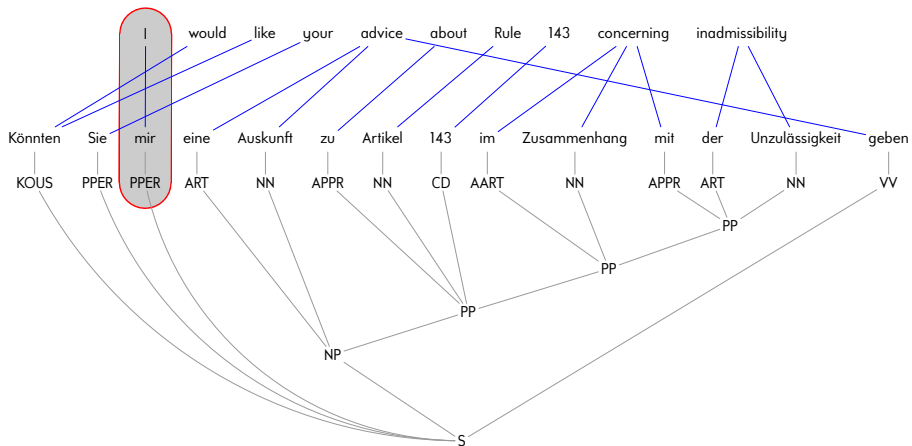 I would like your advice about Rule 143 concerning inadmissibility
Könnten Sie mir eine Auskunft zu Artikel 143 im Zusammenhang mit der Unzulässigkeit geben
KOUS PPER PPER ART NN APPR NN CD AART NN APPR ART NN VV
PP
PP
PP
NP
S